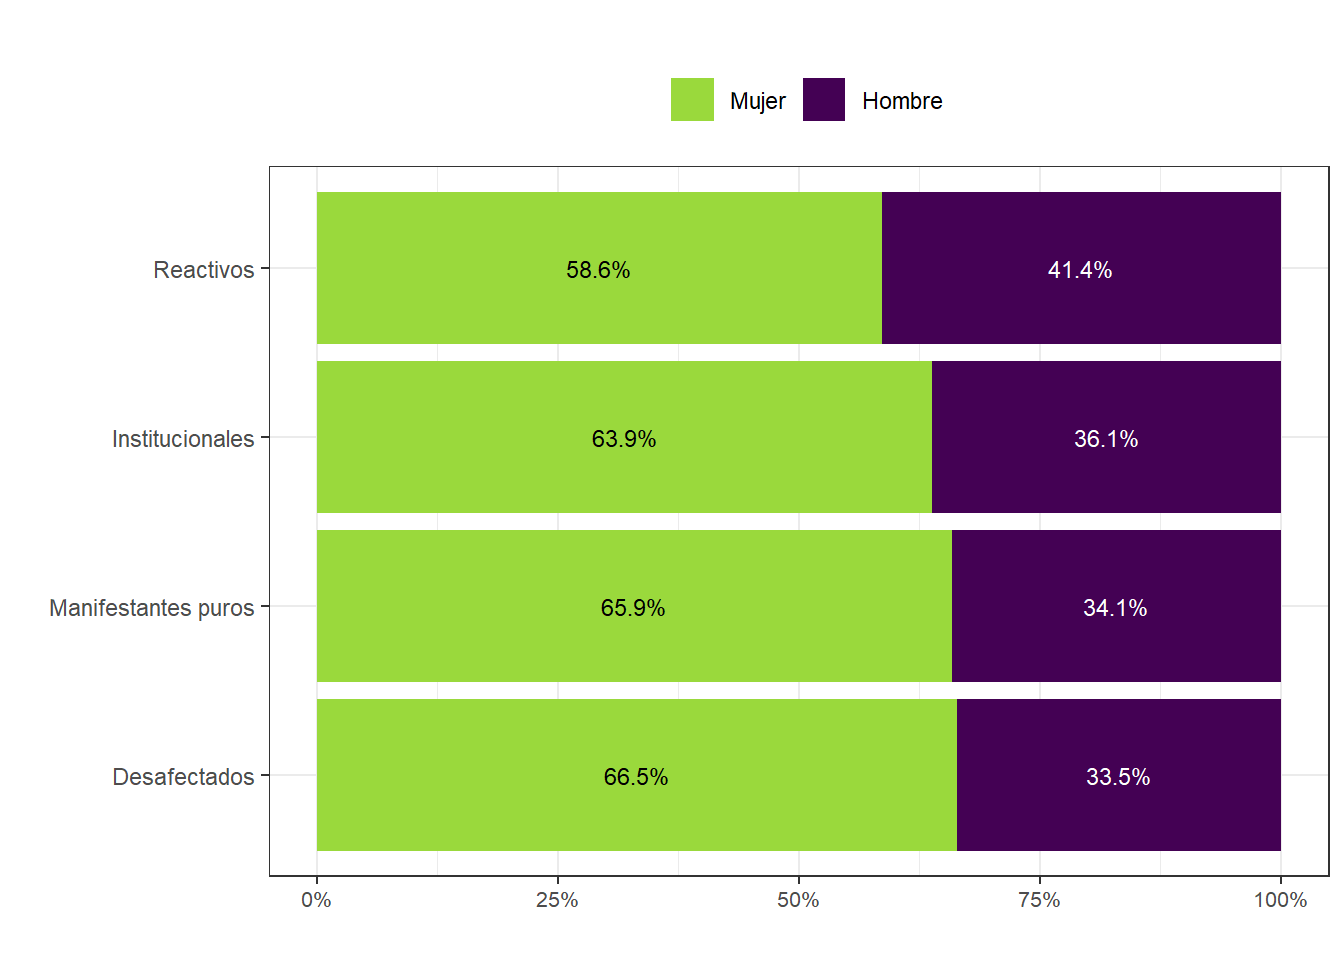 Mujer Hombre
Reactivos 58.6% 41.4%
Institucionales 63.9% 36.1%
Manifestantes puros 65.9% 34.1%
Desafectados 66.5% 33.5%
0% 25% 50% 75% 100%